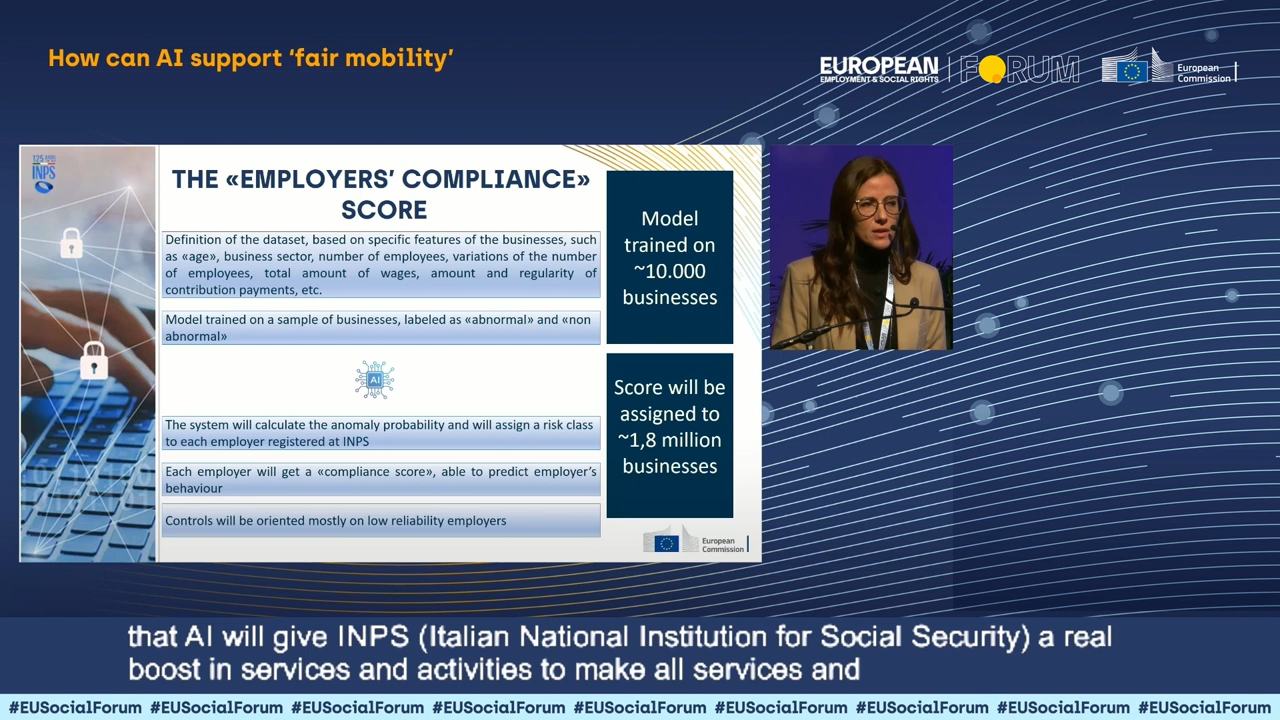 How can AI support ‘fair mobility’
EUROPEAN
EMPLOYMENT & SOCIAL RIGHTS
FORUM
European
Commission
125 ANNI
INPS
THE «EMPLOYERS’ COMPLIANCE»
SCORE
Definition of the dataset, based on specific features of the businesses, such
as «age», business sector, number of employees, variations of the number
of employees, total amount of wages, amount and regularity of
contribution payments, etc.
Model trained on a sample of businesses, labeled as «abnormal» and «non
abnormal»
AI
The system will calculate the anomaly probability and will assign a risk class
to each employer registered at INPS
Each employer will get a «compliance score», able to predict employer’s
behaviour
Controls will be oriented mostly on low reliability employers
Model
trained on
~10.000
businesses
Score will be
assigned to
~1,8 million
businesses
European
Commission
that AI will give INPS (Italian National Institution for Social Security) a real
boost in services and activities to make all services and
#EUSocialForum #EUSocialForum #EUSocialForum #EUSocialForum #EUSocialForum #EUSocialForum #EUSocialForum #EUSocialForum #EUSocialForum